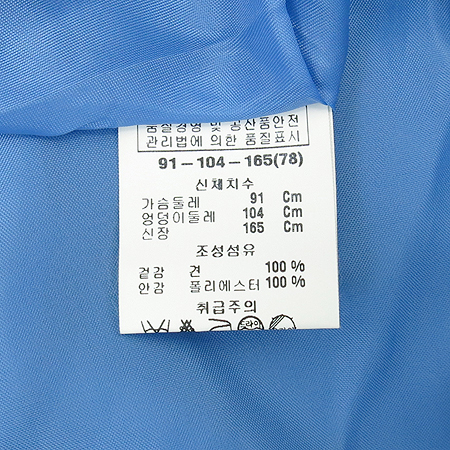 품질경영 및 공산품안전
관리법에 의한 품질표시
91-104-165(78)
신체치수
가슴둘레 91 Cm
엉덩이둘레 104 Cm
신장 165 Cm
조성섬유
겉감 견 100 %
안감 폴리에스터 100 %
취급주의
드라이